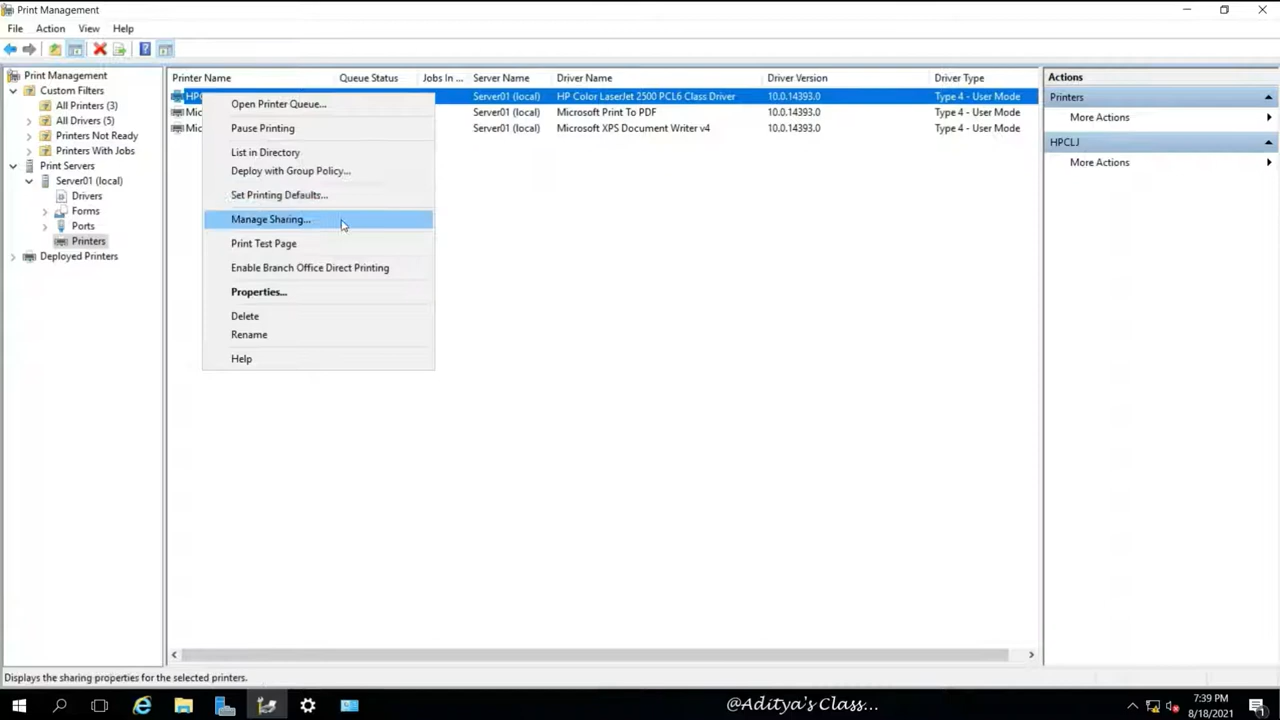 Print Management
File Action View Help
Print Management
Custom Filters
All Printers (3)
All Drivers (5)
Printers Not Ready
Printers With Jobs
Print Servers
Server01 (local)
Drivers
Forms
Ports
Printers
Deployed Printers
Printer Name Queue Status Jobs In ... Server Name Driver Name Driver Version Driver Type
HPC Server01 (local) HP Color LaserJet 2500 PCL6 Class Driver 10.0.14393.0 Type 4 - User Mode
Mic Server01 (local) Microsoft Print To PDF 10.0.14393.0 Type 4 - User Mode
Mic Server01 (local) Microsoft XPS Document Writer v4 10.0.14393.0 Type 4 - User Mode
Open Printer Queue...
Pause Printing
List in Directory
Deploy with Group Policy...
Set Printing Defaults...
Manage Sharing...
Print Test Page
Enable Branch Office Direct Printing
Properties...
Delete
Rename
Help
Actions
Printers
More Actions
HPCLJ
More Actions
Displays the sharing properties for the selected printers.
@Aditya's Class...
7:39 PM
8/18/2021
1